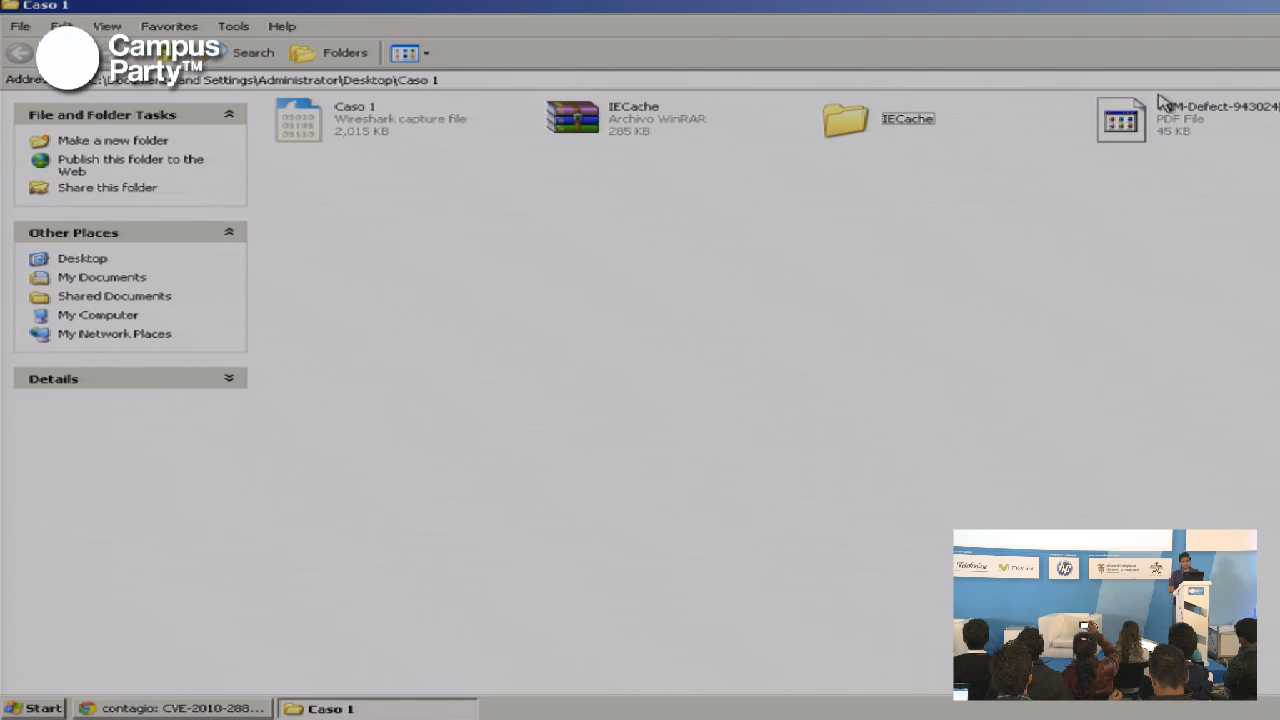 Caso 1
File Edit View Favorites Tools Help
Campus
Party™
Search Folders
and Settings\Administrator\Desktop\Caso 1
File and Folder Tasks
Make a new folder
Publish this folder to the
Web
Share this folder
Other Places
Desktop
My Documents
Shared Documents
My Computer
My Network Places
Details
Caso 1
Wireshark capture file
2,015 KB
IECache
Archivo WinRAR
285 KB
IECache
M-Defect-943024
PDF File
45 KB
hp
Start
contagio: CVE-2010-288...
Caso 1